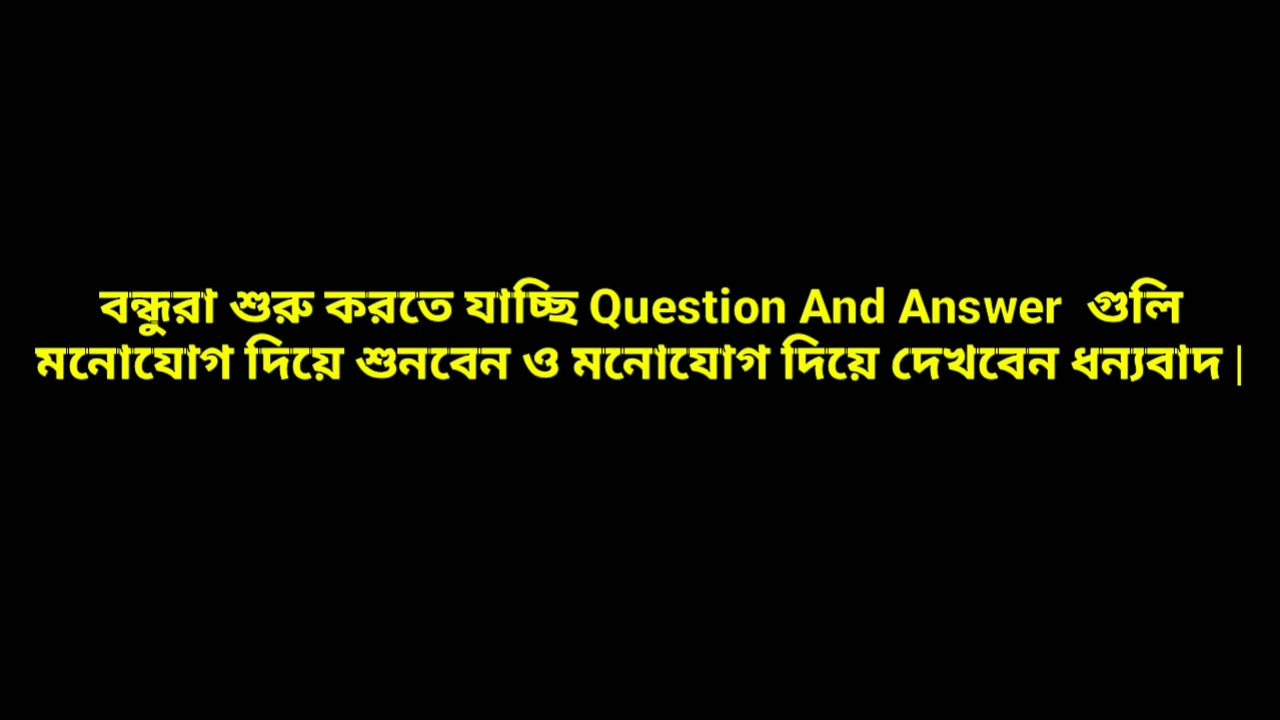 বন্ধুরা শুরু করতে যাচ্ছি Question And Answer গুলি
মনোযোগ দিয়ে শুনবেন ও মনোযোগ দিয়ে দেখবেন ধন্যবাদ |